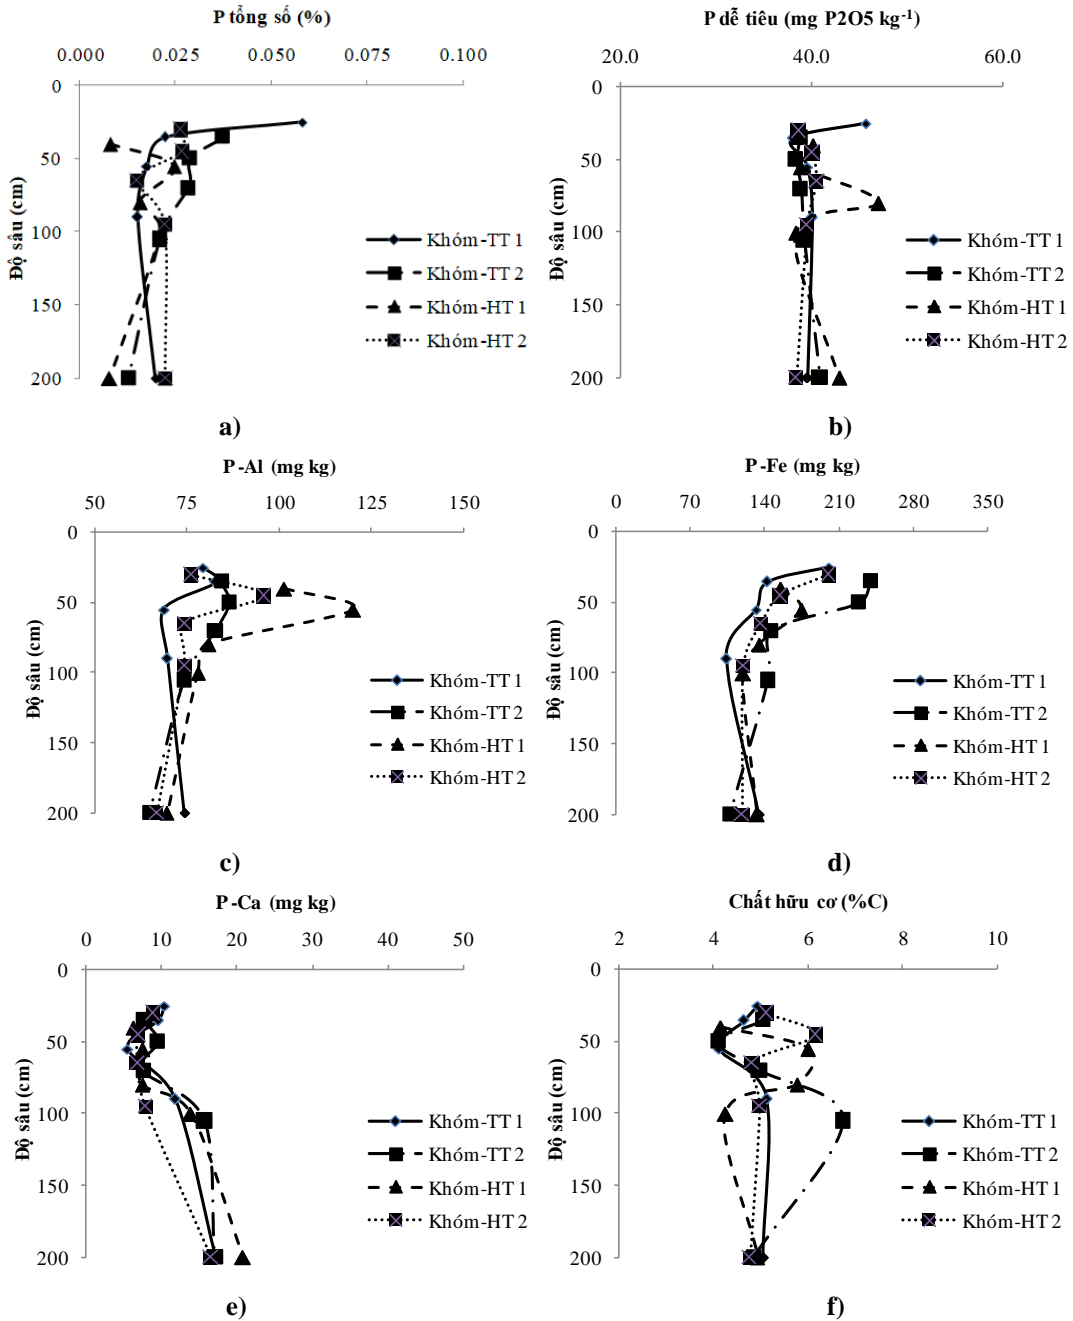 P tổng số (%)
0.000 0.025 0.050 0.075 0.100
0
50
100
150
200
Độ sâu (cm)
Khóm-TT 1
Khóm-TT 2
Khóm-HT 1
Khóm-HT 2
a)
P dễ tiêu (mg P2O5 kg⁻¹)
20.0 40.0 60.0
0
50
100
150
200
Độ sâu (cm)
Khóm-TT 1
Khóm-TT 2
Khóm-HT 1
Khóm-HT 2
b)
P-Al (mg kg)
50 75 100 125 150
0
50
100
150
200
Độ sâu (cm)
Khóm-TT 1
Khóm-TT 2
Khóm-HT 1
Khóm-HT 2
c)
P-Fe (mg kg)
0 70 140 210 280 350
0
50
100
150
200
Độ sâu (cm)
Khóm-TT 1
Khóm-TT 2
Khóm-HT 1
Khóm-HT 2
d)
P-Ca (mg kg)
0 10 20 30 40 50
0
50
100
150
200
Độ sâu (cm)
Khóm-TT 1
Khóm-TT 2
Khóm-HT 1
Khóm-HT 2
e)
Chất hữu cơ (%C)
2 4 6 8 10
0
50
100
150
200
Độ sâu (cm)
Khóm-TT 1
Khóm-TT 2
Khóm-HT 1
Khóm-HT 2
f)